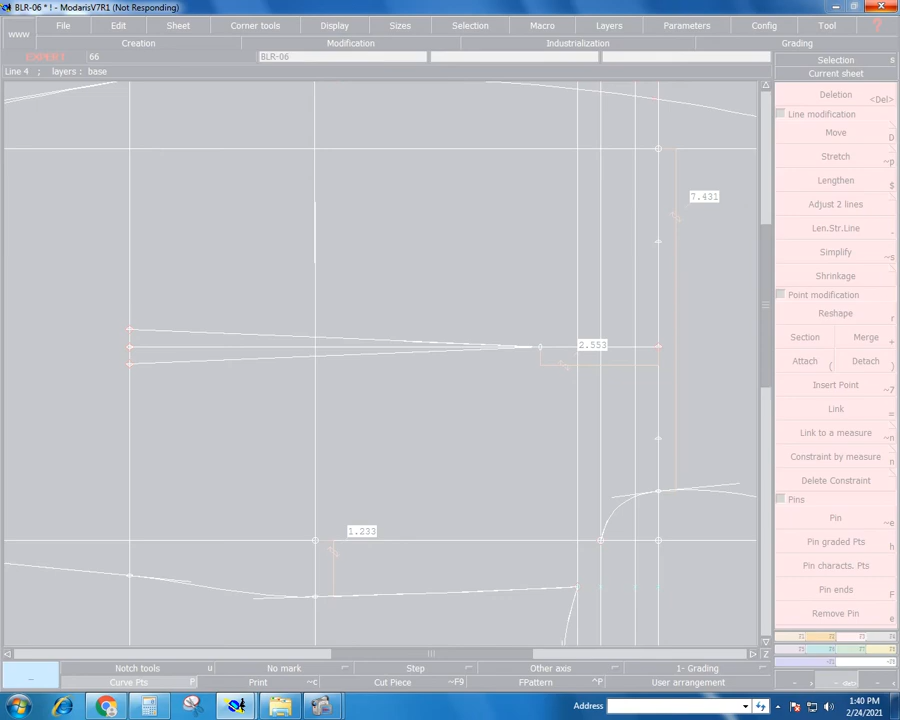 BLR-06 * ! - ModarisV7R1 (Not Responding)
www
File Edit Sheet Corner tools Display Sizes Selection Macro Layers Parameters Config Tool ?
Creation Modification Industrialization Grading
EXPERT 66 BLR-06
Selection s
Line 4 ; layers : base
Current sheet
Deletion <Del>
Line modification
Move D
Stretch ~p
Lengthen $
Adjust 2 lines
Len.Str.Line -
Simplify ~s
Shrinkage
Point modification
Reshape r
Section Merge +
Attach ( Detach )
Insert Point ~7
Link =
Link to a measure ~n
Constraint by measure n
Delete Constraint
Pins
Pin ~e
Pin graded Pts h
Pin characts. Pts
Pin ends F
Remove Pin e
7.431
2.553
1.233
Z
Notch tools u No mark Step Other axis 1- Grading
Curve Pts P Print ~c Cut Piece ~F9 FPattern ^P User arrangement
Address
1:40 PM
2/24/2021